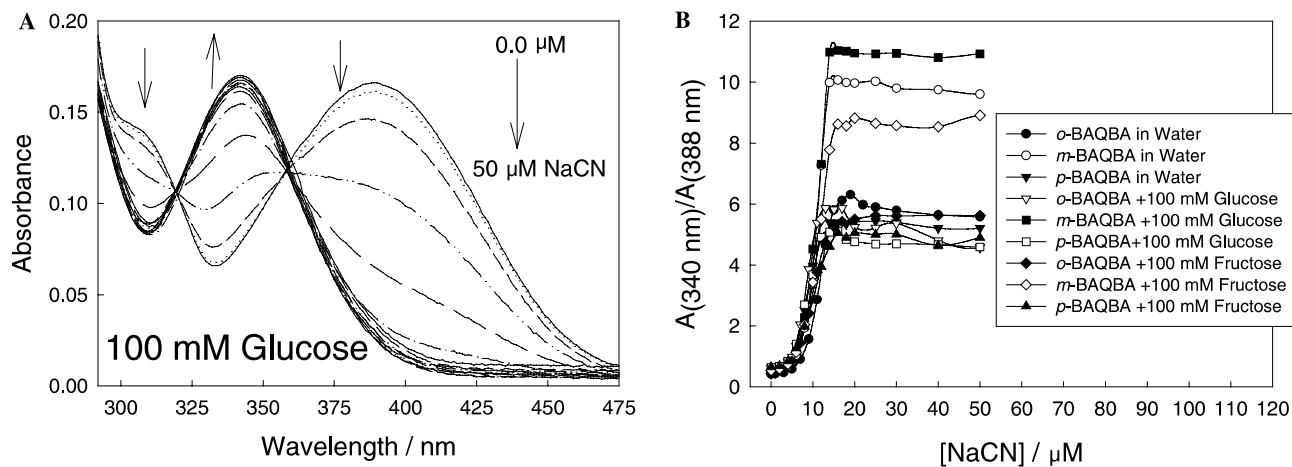 A
Absorbance
0.20
0.15
0.10
0.05
0.00
0.0 µM
50 µM NaCN
100 mM Glucose
300 325 350 375 400 425 450 475
Wavelength / nm
B
A(340 nm)/A(388 nm)
12
10
8
6
4
2
0
o-BAQBA in Water
m-BAQBA in Water
p-BAQBA in Water
o-BAQBA +100 mM Glucose
m-BAQBA +100 mM Glucose
p-BAQBA+100 mM Glucose
o-BAQBA +100 mM Fructose
m-BAQBA +100 mM Fructose
p-BAQBA +100 mM Fructose
0 10 20 30 40 50 60 70 80 90 100 110 120
[NaCN] / µM